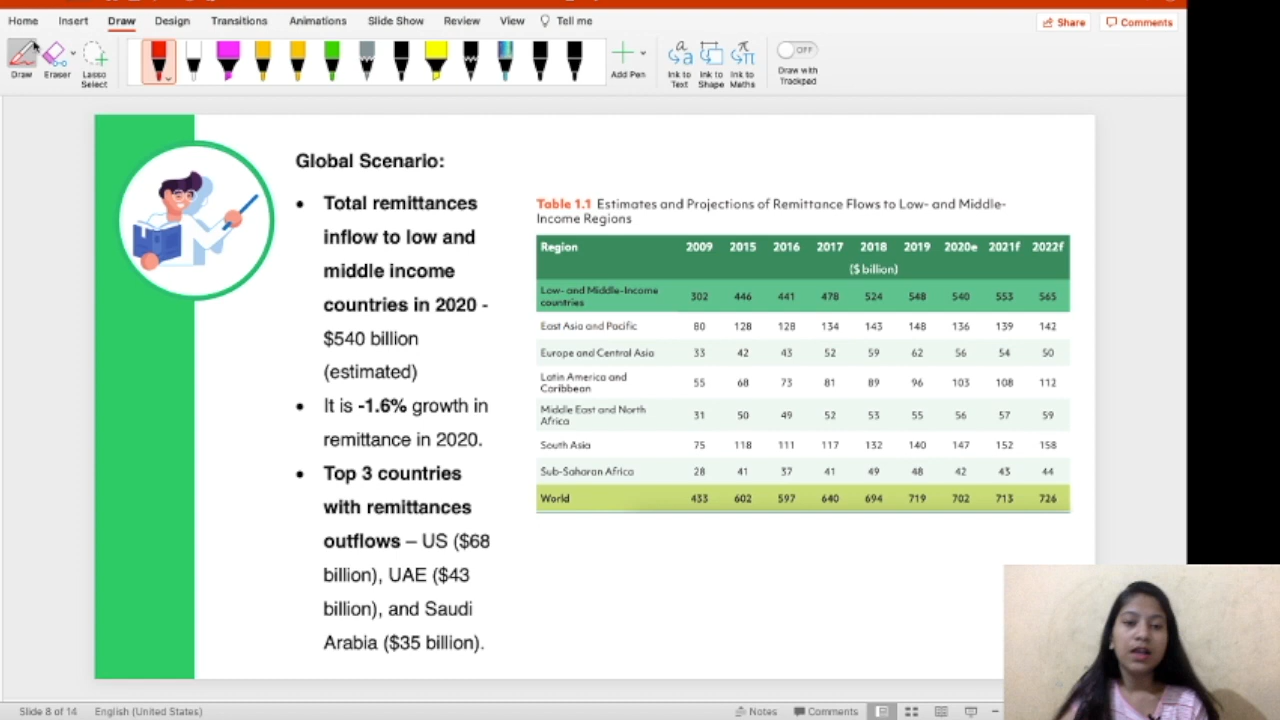 Home Insert Draw Design Transitions Animations Slide Show Review View Tell me Share Comments
Draw Eraser Lasso Select Add Pen Ink to Text Ink to Shape Ink to Maths OFF Draw with Trackpad
Global Scenario:
• Total remittances
inflow to low and
middle income
countries in 2020 -
$540 billion
(estimated)
• It is -1.6% growth in
remittance in 2020.
• Top 3 countries
with remittances
outflows – US ($68
billion), UAE ($43
billion), and Saudi
Arabia ($35 billion).
Table 1.1 Estimates and Projections of Remittance Flows to Low- and Middle-
Income Regions
Region 2009 2015 2016 2017 2018 2019 2020e 2021f 2022f
($ billion)
Low- and Middle-Income
countries 302 446 441 478 524 548 540 553 565
East Asia and Pacific 80 128 128 134 143 148 136 139 142
Europe and Central Asia 33 42 43 52 59 62 56 54 50
Latin America and
Caribbean 55 68 73 81 89 96 103 108 112
Middle East and North
Africa 31 50 49 52 53 55 56 57 59
South Asia 75 118 111 117 132 140 147 152 158
Sub-Saharan Africa 28 41 37 41 49 48 42 43 44
World 433 602 597 640 694 719 702 713 726
Slide 8 of 14 English (United States) Notes Comments